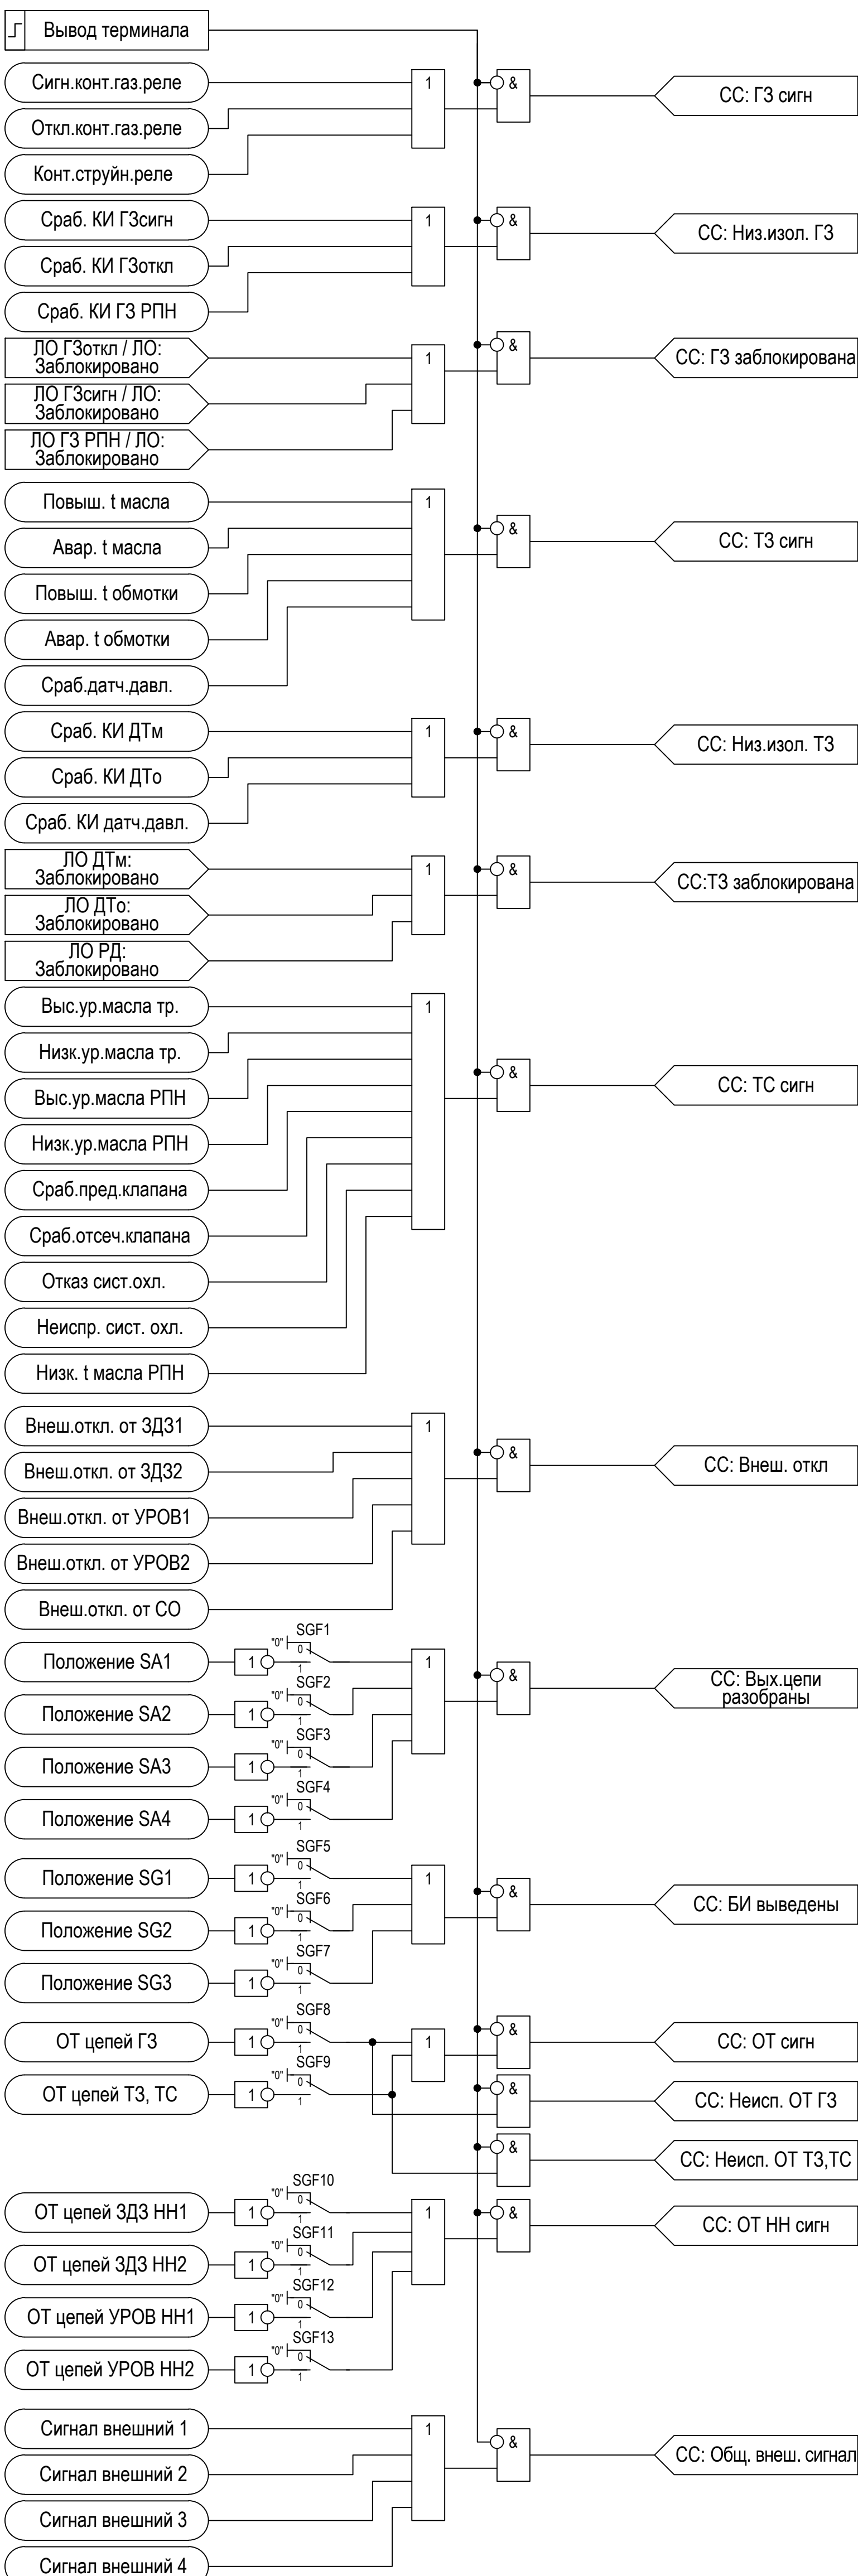 Вывод терминала
Сигн.конт.газ.реле
1
&
СС: ГЗ сигн
Откл.конт.газ.реле
Конт.струйн.реле
Сраб. КИ ГЗсигн
1
&
СС: Низ.изол. ГЗ
Сраб. КИ ГЗоткл
Сраб. КИ ГЗ РПН
ЛО ГЗоткл / ЛО:
Заблокировано
1
&
СС: ГЗ заблокирована
ЛО ГЗсигн / ЛО:
Заблокировано
ЛО ГЗ РПН / ЛО:
Заблокировано
Повыш. t масла
1
&
СС: ТЗ сигн
Авар. t масла
Повыш. t обмотки
Авар. t обмотки
Сраб.датч.давл.
Сраб. КИ ДТм
1
&
СС: Низ.изол. ТЗ
Сраб. КИ ДТо
Сраб. КИ датч.давл.
ЛО ДТм:
Заблокировано
1
&
СС:ТЗ заблокирована
ЛО ДТо:
Заблокировано
ЛО РД:
Заблокировано
Выс.ур.масла тр.
1
Низк.ур.масла тр.
&
СС: ТС сигн
Выс.ур.масла РПН
Низк.ур.масла РПН
Сраб.пред.клапана
Сраб.отсеч.клапана
Отказ сист.охл.
Неиспр. сист. охл.
Низк. t масла РПН
Внеш.откл. от ЗДЗ1
1
&
СС: Внеш. откл
Внеш.откл. от ЗДЗ2
Внеш.откл. от УРОВ1
Внеш.откл. от УРОВ2
Внеш.откл. от СО
SGF1
"0"
0
Положение SA1
1
1
1
&
СС: Вых.цепи
разобраны
SGF2
"0"
0
Положение SA2
1
1
SGF3
"0"
0
Положение SA3
1
1
SGF4
"0"
0
Положение SA4
1
1
SGF5
"0"
0
Положение SG1
1
1
1
&
СС: БИ выведены
SGF6
"0"
0
Положение SG2
1
1
SGF7
"0"
0
Положение SG3
1
1
SGF8
"0"
0
ОТ цепей ГЗ
1
1
1
&
СС: ОТ сигн
SGF9
"0"
0
ОТ цепей ТЗ, ТС
1
1
&
СС: Неисп. ОТ ГЗ
&
СС: Неисп. ОТ ТЗ,ТС
SGF10
"0"
0
ОТ цепей ЗДЗ НН1
1
1
1
&
СС: ОТ НН сигн
SGF11
"0"
0
ОТ цепей ЗДЗ НН2
1
1
SGF12
"0"
0
ОТ цепей УРОВ НН1
1
1
SGF13
"0"
0
ОТ цепей УРОВ НН2
1
1
Сигнал внешний 1
1
&
СС: Общ. внеш. сигнал
Сигнал внешний 2
Сигнал внешний 3
Сигнал внешний 4